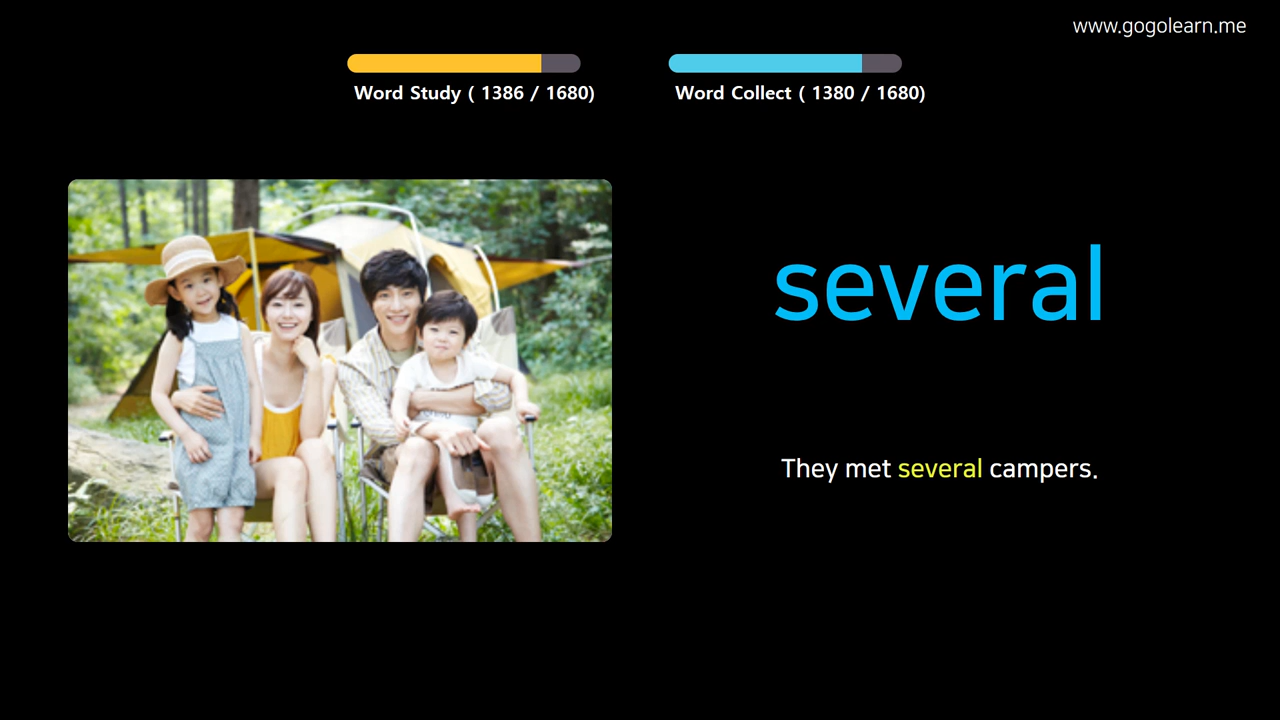 www.gogolearn.me
Word Study ( 1386 / 1680)
Word Collect ( 1380 / 1680)
several
They met several campers.